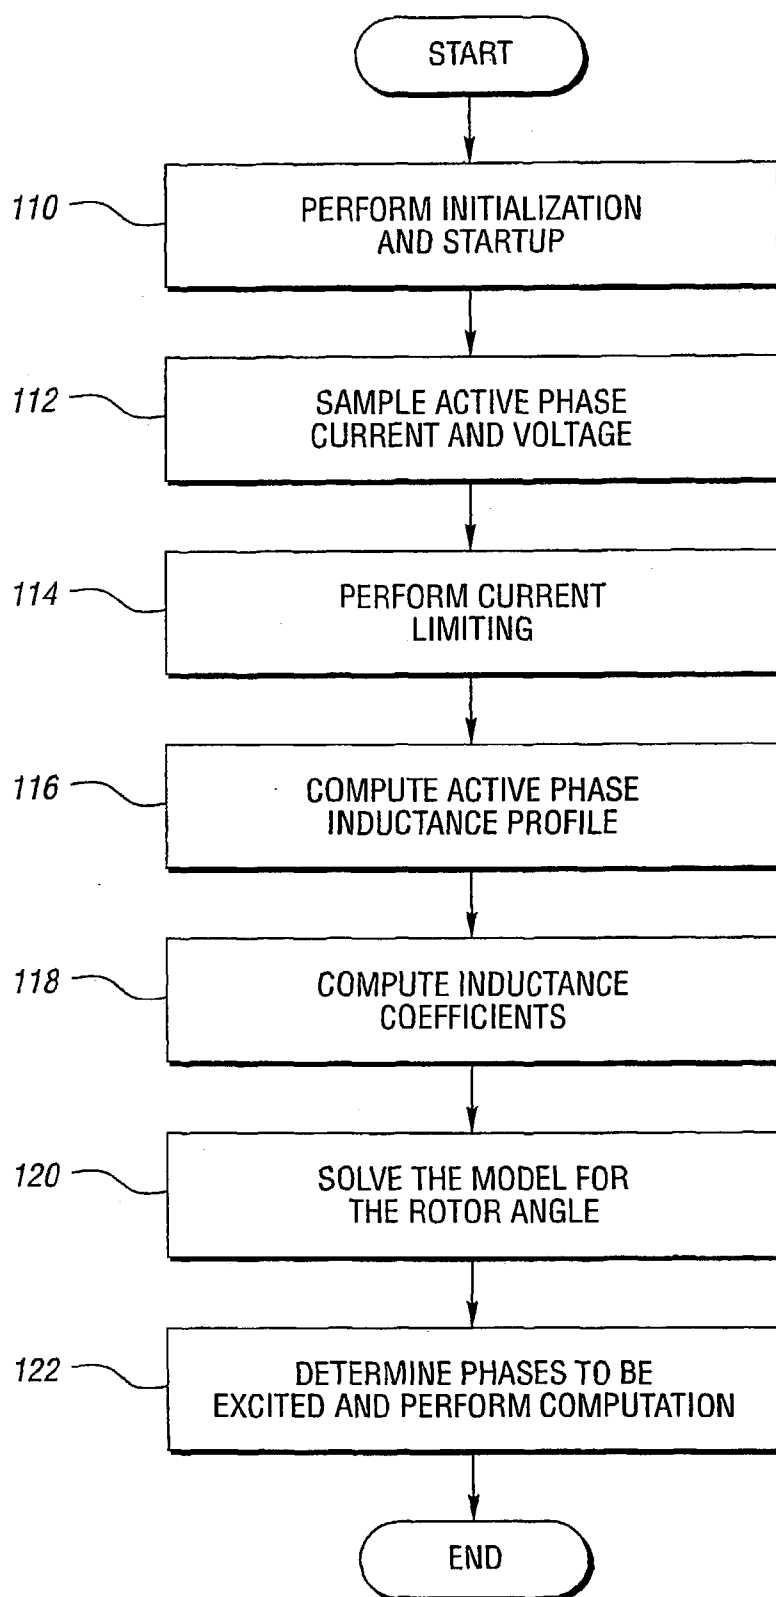 START
110
PERFORM INITIALIZATION
AND STARTUP
112
SAMPLE ACTIVE PHASE
CURRENT AND VOLTAGE
114
PERFORM CURRENT
LIMITING
116
COMPUTE ACTIVE PHASE
INDUCTANCE PROFILE
118
COMPUTE INDUCTANCE
COEFFICIENTS
120
SOLVE THE MODEL FOR
THE ROTOR ANGLE
122
DETERMINE PHASES TO BE
EXCITED AND PERFORM COMPUTATION
END